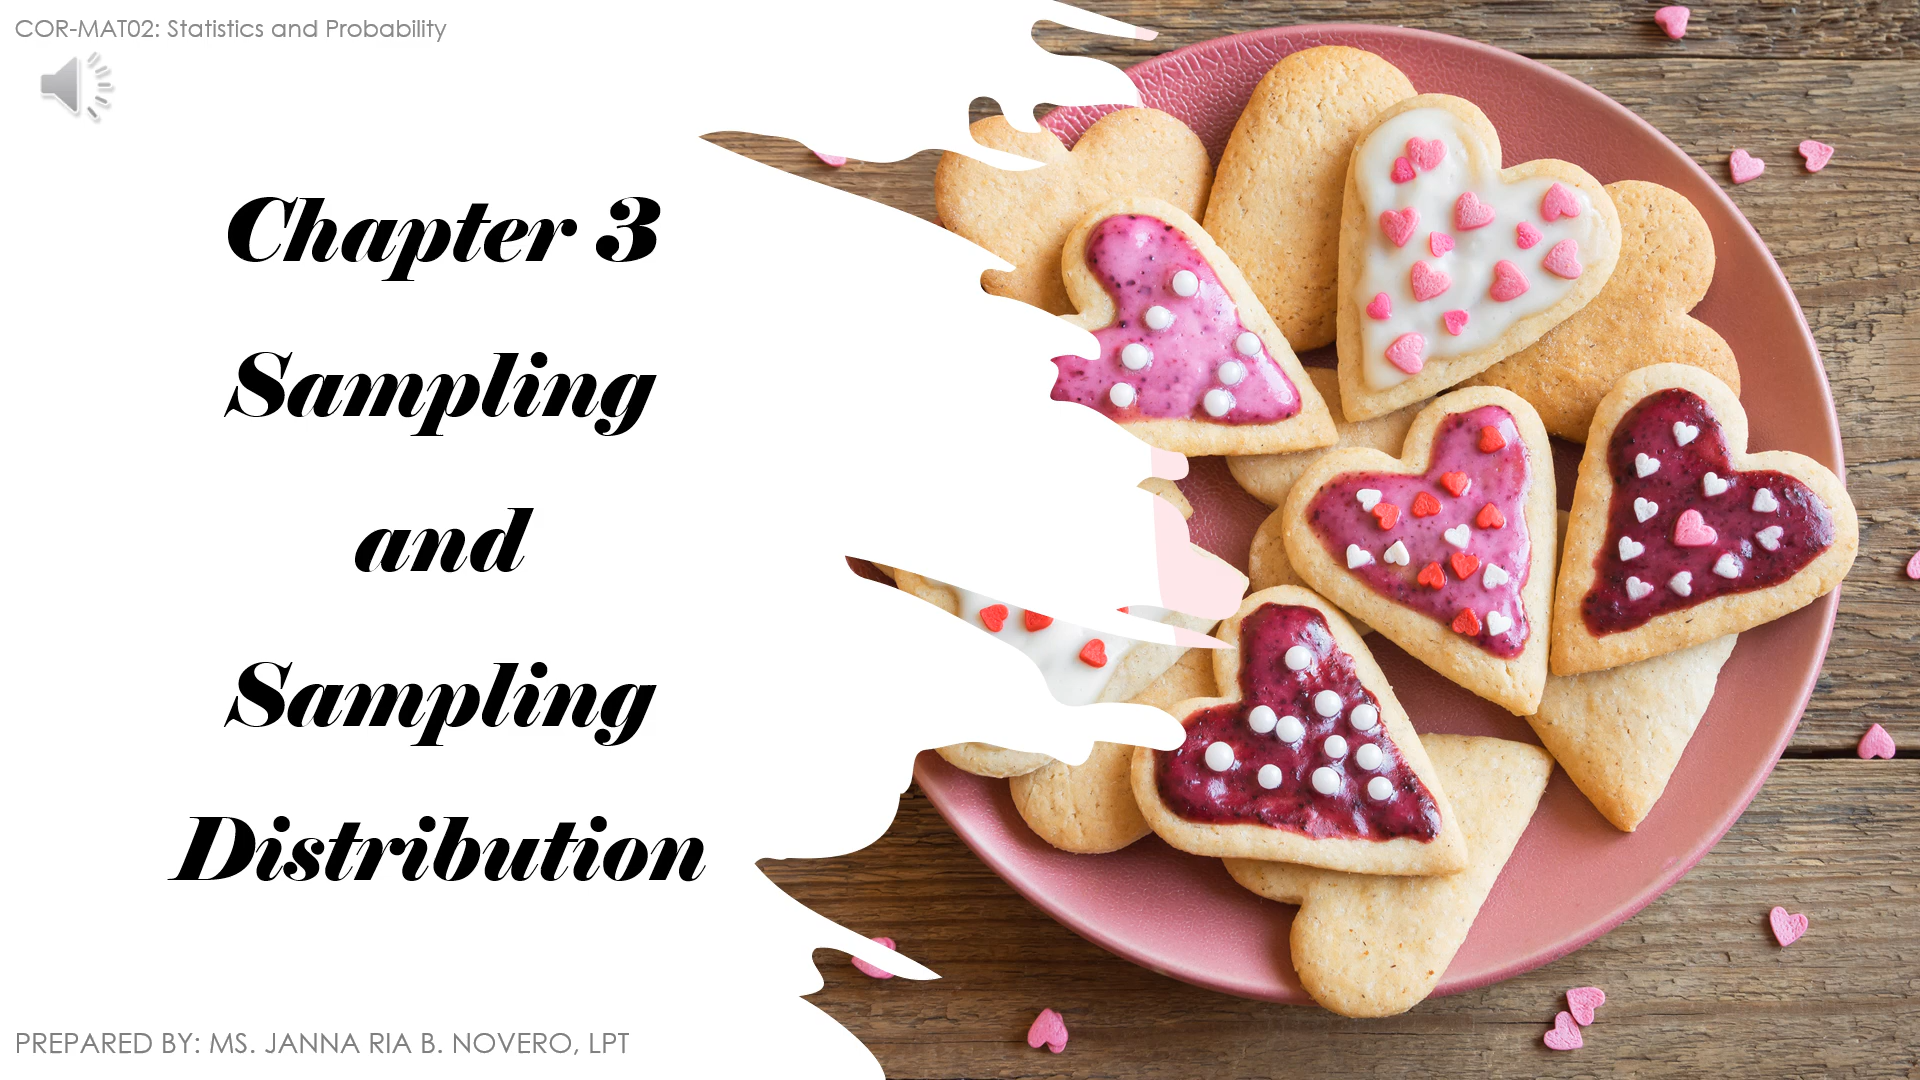 COR-MAT02: Statistics and Probability
Chapter 3
Sampling
and
Sampling
Distribution
PREPARED BY: MS. JANNA RIA B. NOVERO, LPT